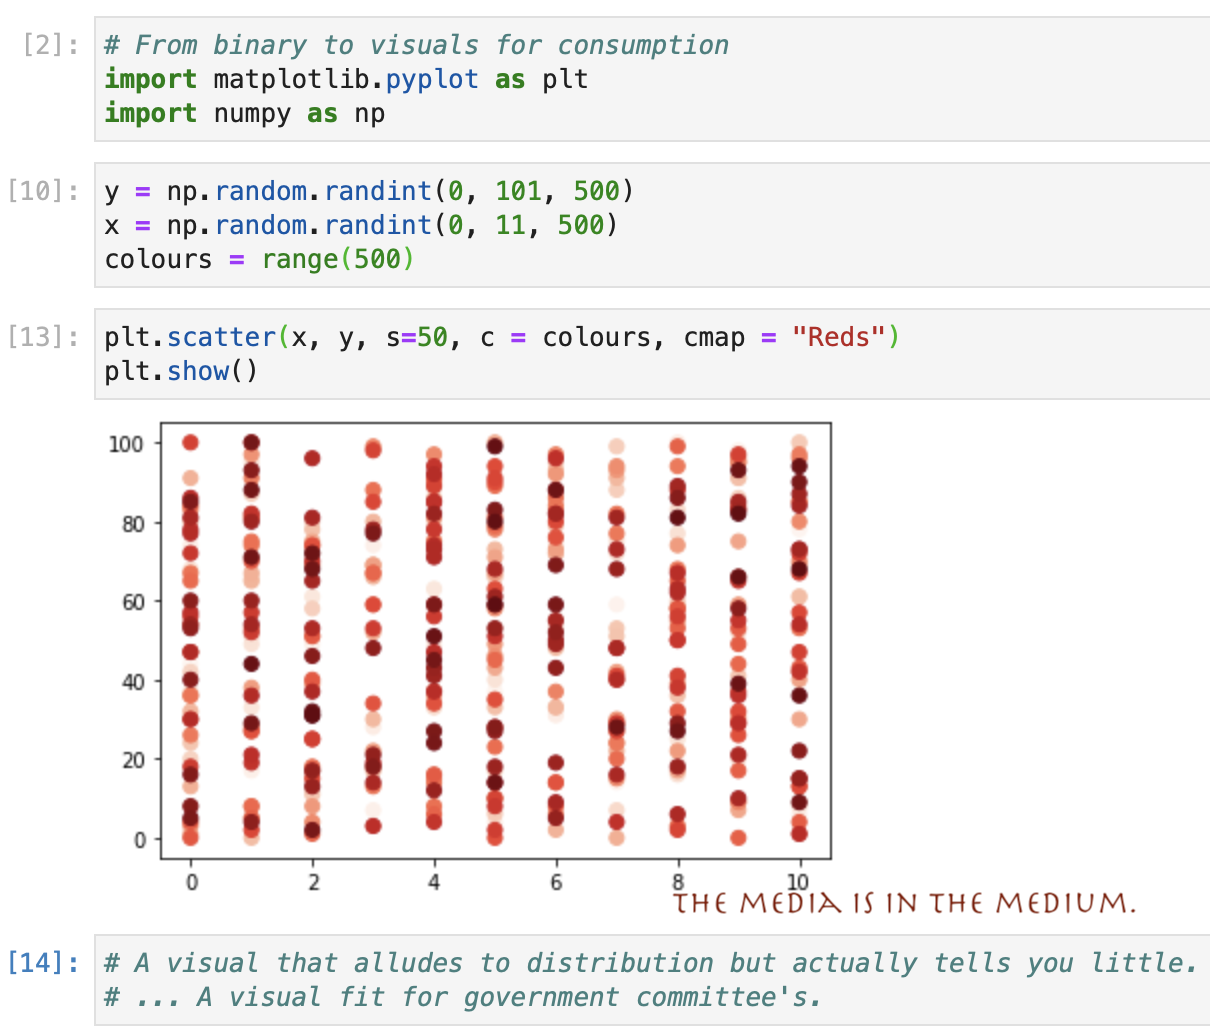 [2]: # From binary to visuals for consumption
import matplotlib.pyplot as plt
import numpy as np
[10]: y = np.random.randint(0, 101, 500)
x = np.random.randint(0, 11, 500)
colours = range(500)
[13]: plt.scatter(x, y, s=50, c = colours, cmap = "Reds")
plt.show()
100
80
60
40
20
0
0 2 4 6 8 10
THE MEDIA IS IN THE MEDIUM.
[14]: # A visual that alludes to distribution but actually tells you little.
# ... A visual fit for government committee's.